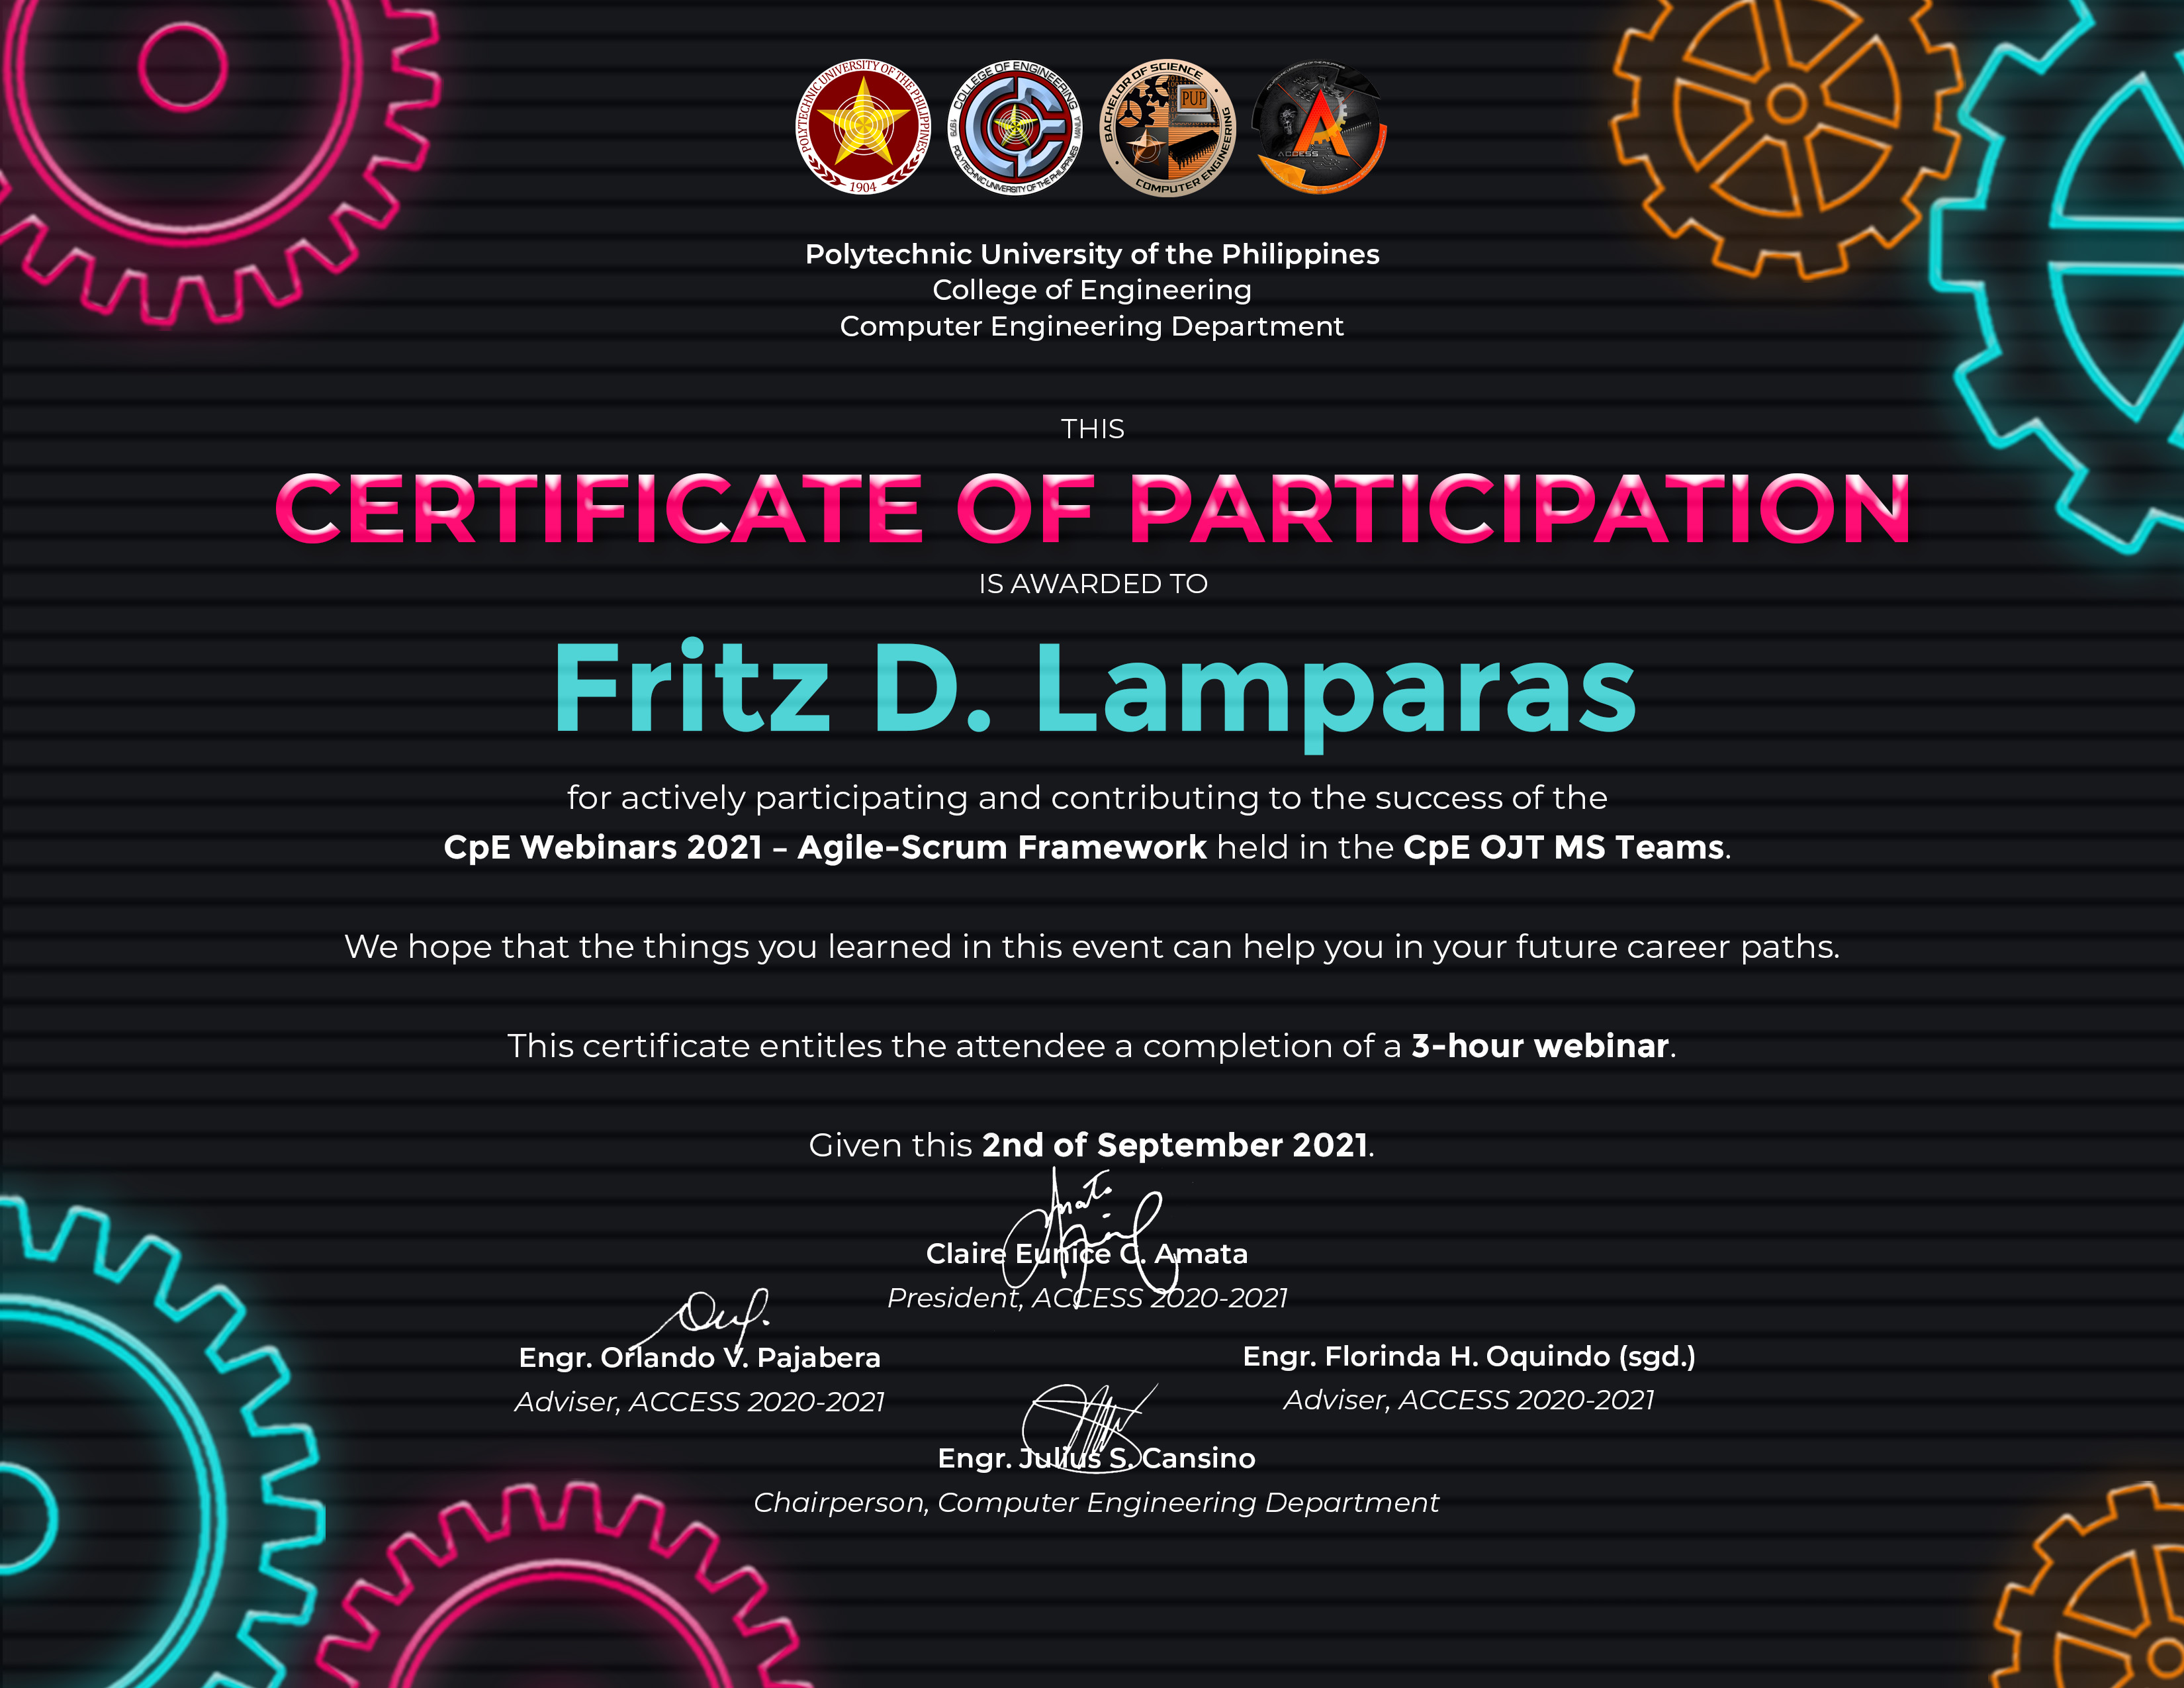 POLYTECHNIC UNIVERSITY OF THE PHILIPPINES
1904
COLLEGE OF ENGINEERING
1979
MANILA
POLYTECHNIC UNIVERSITY OF THE PHILIPPINES
BACHELOR OF SCIENCE
PUP
COMPUTER ENGINEERING
ACCESS
Polytechnic University of the Philippines
College of Engineering
Computer Engineering Department
THIS
CERTIFICATE OF PARTICIPATION
IS AWARDED TO
Fritz D. Lamparas
for actively participating and contributing to the success of the
CpE Webinars 2021 – Agile-Scrum Framework held in the CpE OJT MS Teams.
We hope that the things you learned in this event can help you in your future career paths.
This certificate entitles the attendee a completion of a 3-hour webinar.
Given this 2nd of September 2021.
Claire Eunice C. Amata
President, ACCESS 2020-2021
Engr. Orlando V. Pajabera
Adviser, ACCESS 2020-2021
Engr. Florinda H. Oquindo (sgd.)
Adviser, ACCESS 2020-2021
Engr. Julius S. Cansino
Chairperson, Computer Engineering Department